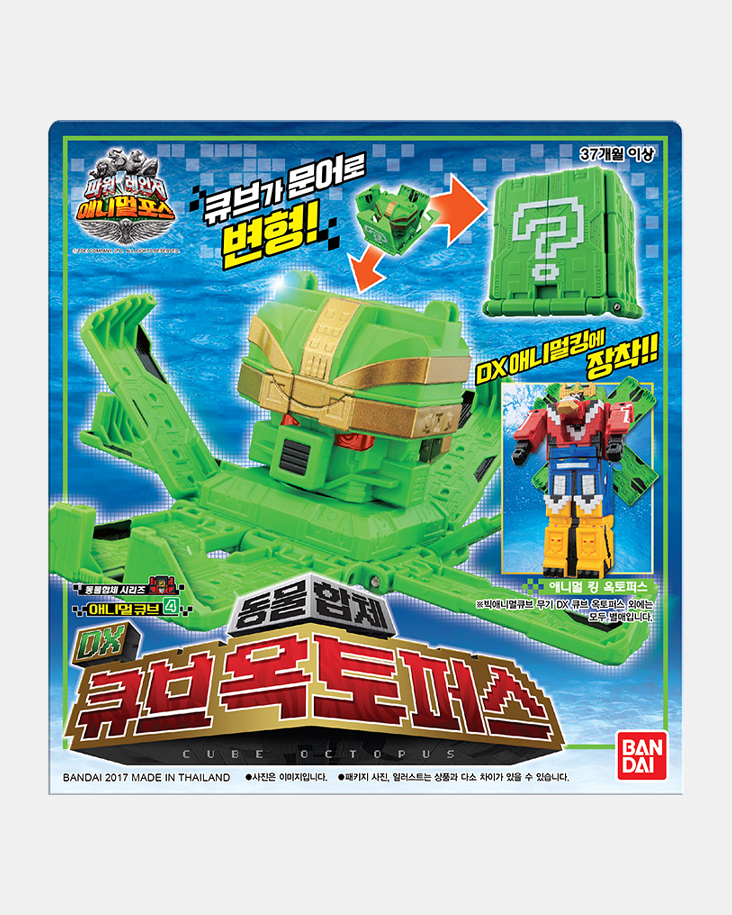 37개월 이상
파워 레인저
애니멀포스
큐브가 문어로
변형!
?
DX 애니멀킹에
장착!!
애니멀 킹 옥토퍼스
※빅애니멀큐브 무기 DX 큐브 옥토퍼스 외에는
모두 별매입니다.
동물합체 시리즈
애니멀큐브 4
동물합체
DX
큐브옥토퍼스
CUBE OCTOPUS
BAN
DAI
BANDAI 2017 MADE IN THAILAND ●사진은 이미지입니다. ●패키지 사진, 일러스트는 상품과 다소 차이가 있을 수 있습니다.